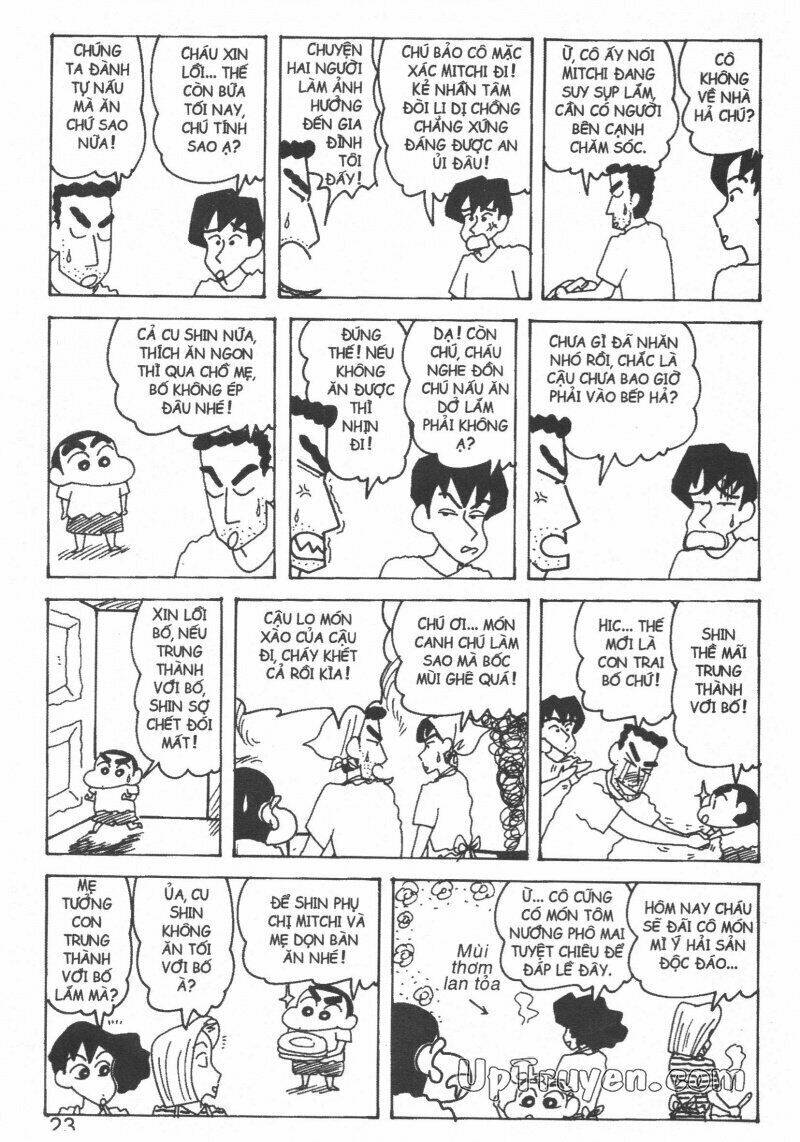 CÔ
KHÔNG
VỀ NHÀ
HẢ CHÚ?
Ừ, CÔ ẤY NÓI
MITCHI ĐANG
SUY SỤP LẮM,
CẦN CÓ NGƯỜI
BÊN CẠNH
CHĂM SÓC.
CHÚ BẢO CÔ MẶC
XÁC MITCHI ĐI!
KẺ NHẪN TÂM
ĐÒI LI DỊ CHỒNG
CHẲNG XỨNG
ĐÁNG ĐƯỢC AN
ỦI ĐÂU!
CHUYỆN
HAI NGƯỜI
LÀM ẢNH
HƯỞNG
ĐẾN GIA
ĐÌNH
TÔI
ĐẤY!
CHÁU XIN
LỖI... THẾ
CÒN BỮA
TỐI NAY,
CHÚ TÍNH
SAO Ạ?
CHÚNG
TA ĐÀNH
TỰ NẤU
MÀ ĂN
CHỨ SAO
NỮA!
CHƯA GÌ ĐÃ NHĂN
NHÓ RỒI, CHẮC LÀ
CẬU CHƯA BAO GIỜ
PHẢI VÀO BẾP HẢ?
DẠ! CÒN
CHÚ, CHÁU
NGHE ĐỒN
CHÚ NẤU ĂN
DỞ LẮM
PHẢI KHÔNG
Ạ?
ĐÚNG
THẾ! NẾU
KHÔNG
ĂN ĐƯỢC
THÌ
NHỊN
ĐI!
CẢ CU SHIN NỮA,
THÍCH ĂN NGON
THÌ QUA CHỖ MẸ,
BỐ KHÔNG ÉP
ĐÂU NHÉ!
SHIN
THỀ MÃI
TRUNG
THÀNH
VỚI BỐ!
HIC... THẾ
MỚI LÀ
CON TRAI
BỐ CHỨ!
CHÚ ƠI... MÓN
CANH CHÚ LÀM
SAO MÀ BỐC
MÙI GHÊ QUÁ!
CẬU LO MÓN
XÀO CỦA CẬU
ĐI, CHÁY KHÉT
CẢ RỒI KÌA!
XIN LỖI
BỐ, NẾU
TRUNG
THÀNH
VỚI BỐ,
SHIN SỢ
CHẾT ĐÓI
MẤT!
HÔM NAY CHÁU
SẼ ĐÃI CÔ MÓN
MÌ Ý HẢI SẢN
ĐỘC ĐÁO...
Ừ... CÔ CŨNG
CÓ MÓN TÔM
NƯỚNG PHÔ MAI
TUYỆT CHIÊU ĐỂ
ĐÁP LỄ ĐÂY.
Mùi
thơm
lan tỏa
ĐỂ SHIN PHỤ
CHỊ MITCHI VÀ
MẸ DỌN BÀN
ĂN NHÉ!
ỦA, CU
SHIN
KHÔNG
ĂN TỐI
VỚI BỐ
À?
MẸ
TƯỞNG
CON
TRUNG
THÀNH
VỚI BỐ
LẮM MÀ?
UpTruyen.com
23